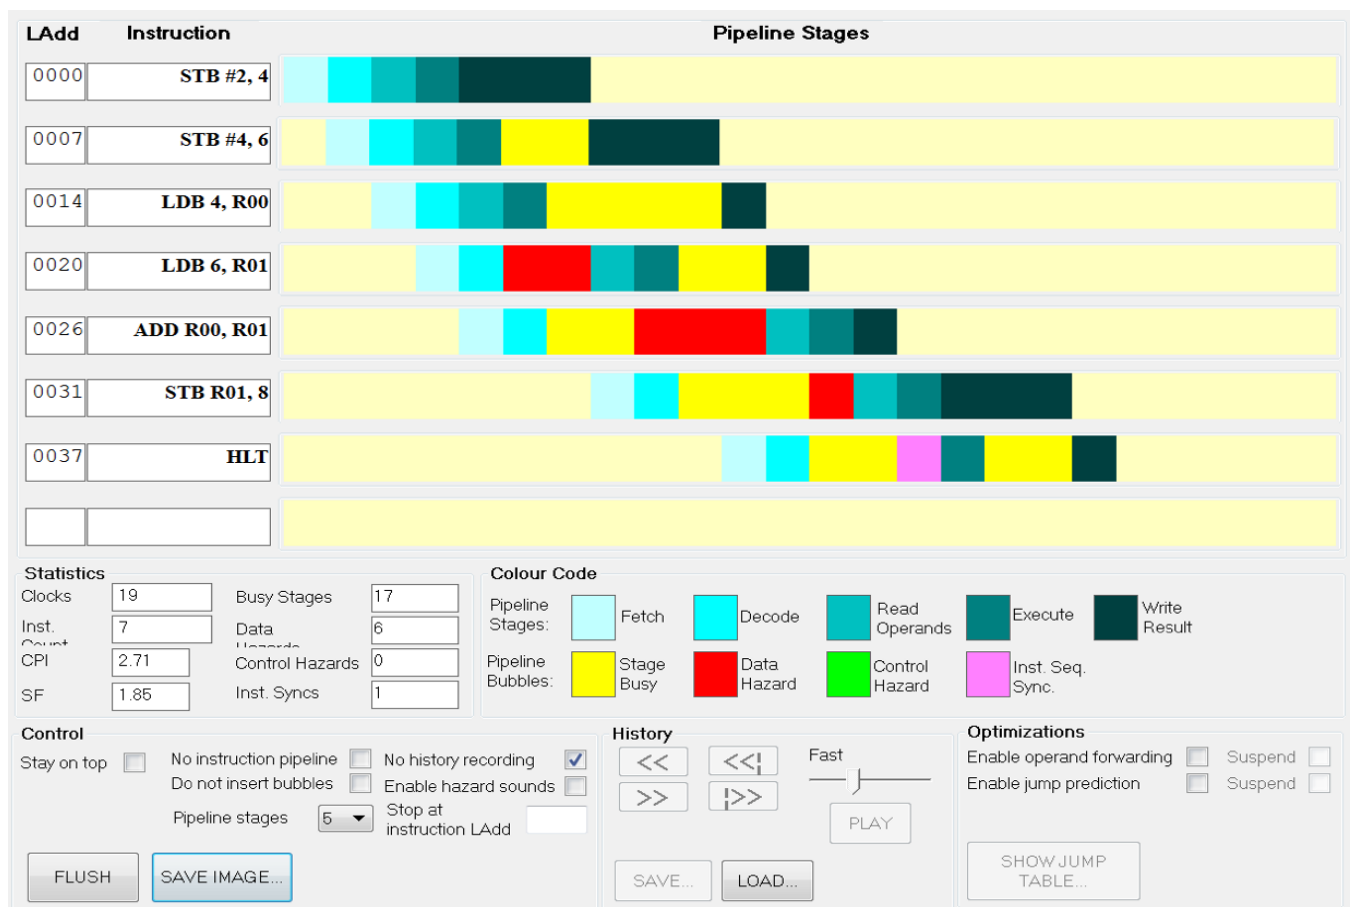 LAdd Instruction Pipeline Stages
0000 STB #2, 4
0007 STB #4, 6
0014 LDB 4, R00
0020 LDB 6, R01
0026 ADD R00, R01
0031 STB R01, 8
0037 HLT
Statistics
Clocks 19 Busy Stages 17
Inst. 7 Data 6
CPI 2.71 Control Hazards 0
SF 1.85 Inst. Syncs 1
Colour Code
Pipeline
Stages:
Fetch
Decode
Read
Operands
Execute
Write
Result
Pipeline
Bubbles:
Stage
Busy
Data
Hazard
Control
Hazard
Inst. Seq.
Sync.
Control
Stay on top
No instruction pipeline
No history recording
Do not insert bubbles
Enable hazard sounds
Pipeline stages 5
Stop at
instruction LAdd
FLUSH SAVE IMAGE...
History
<< <<¦
>> ¦>>
Fast
PLAY
SAVE... LOAD...
Optimizations
Enable operand forwarding Suspend
Enable jump prediction Suspend
SHOW JUMP
TABLE...